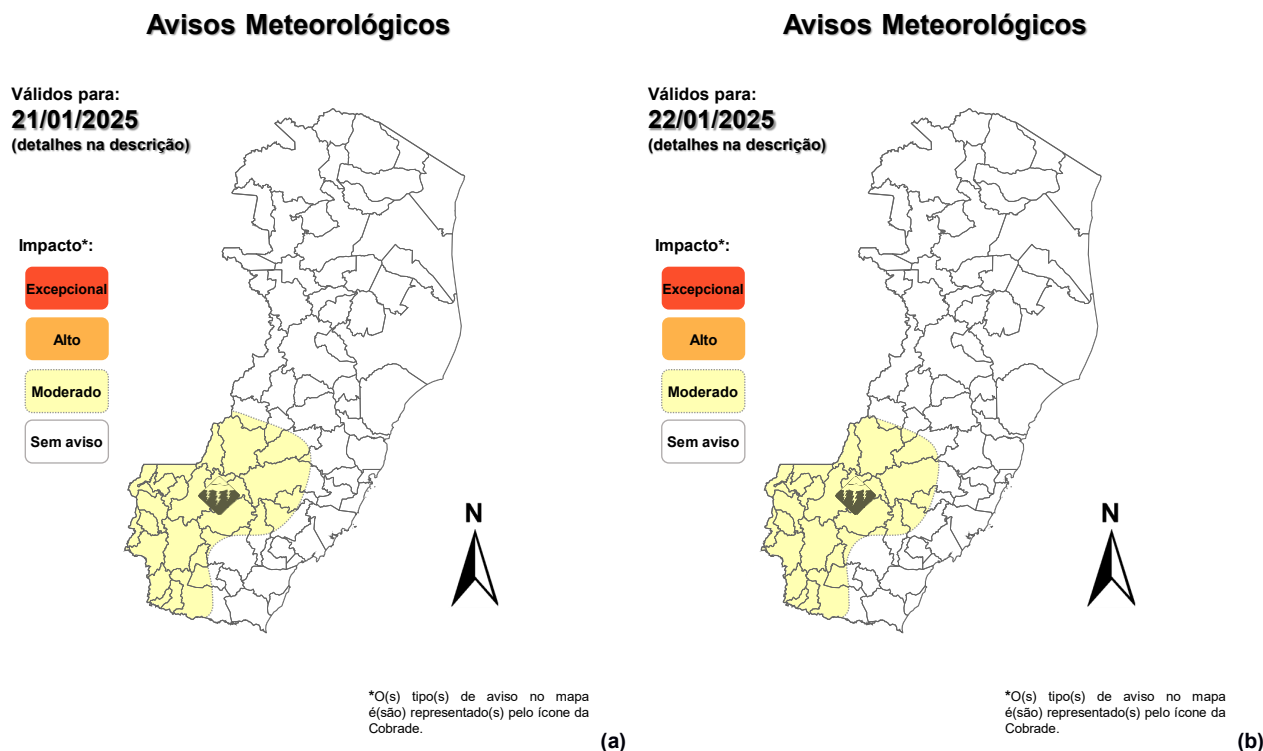 Avisos Meteorológicos
Válidos para:
21/01/2025
(detalhes na descrição)
Impacto*:
Excepcional
Alto
Moderado
Sem aviso
N
*O(s) tipo(s) de aviso no mapa
é(são) representado(s) pelo ícone da
Cobrade.
(a)
Avisos Meteorológicos
Válidos para:
22/01/2025
(detalhes na descrição)
Impacto*:
Excepcional
Alto
Moderado
Sem aviso
N
*O(s) tipo(s) de aviso no mapa
é(são) representado(s) pelo ícone da
Cobrade.
(b)